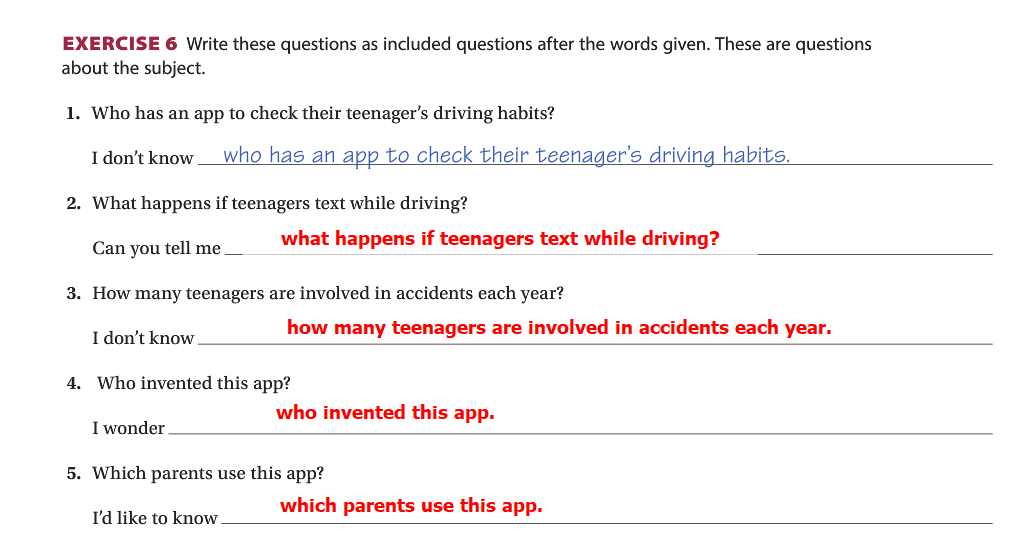 EXERCISE 6 Write these questions as included questions after the words given. These are questions
about the subject.
1. Who has an app to check their teenager's driving habits?
I don't know who has an app to check their teenager's driving habits.
2. What happens if teenagers text while driving?
Can you tell me what happens if teenagers text while driving?
3. How many teenagers are involved in accidents each year?
I don't know how many teenagers are involved in accidents each year.
4. Who invented this app?
I wonder who invented this app.
5. Which parents use this app?
I'd like to know which parents use this app.